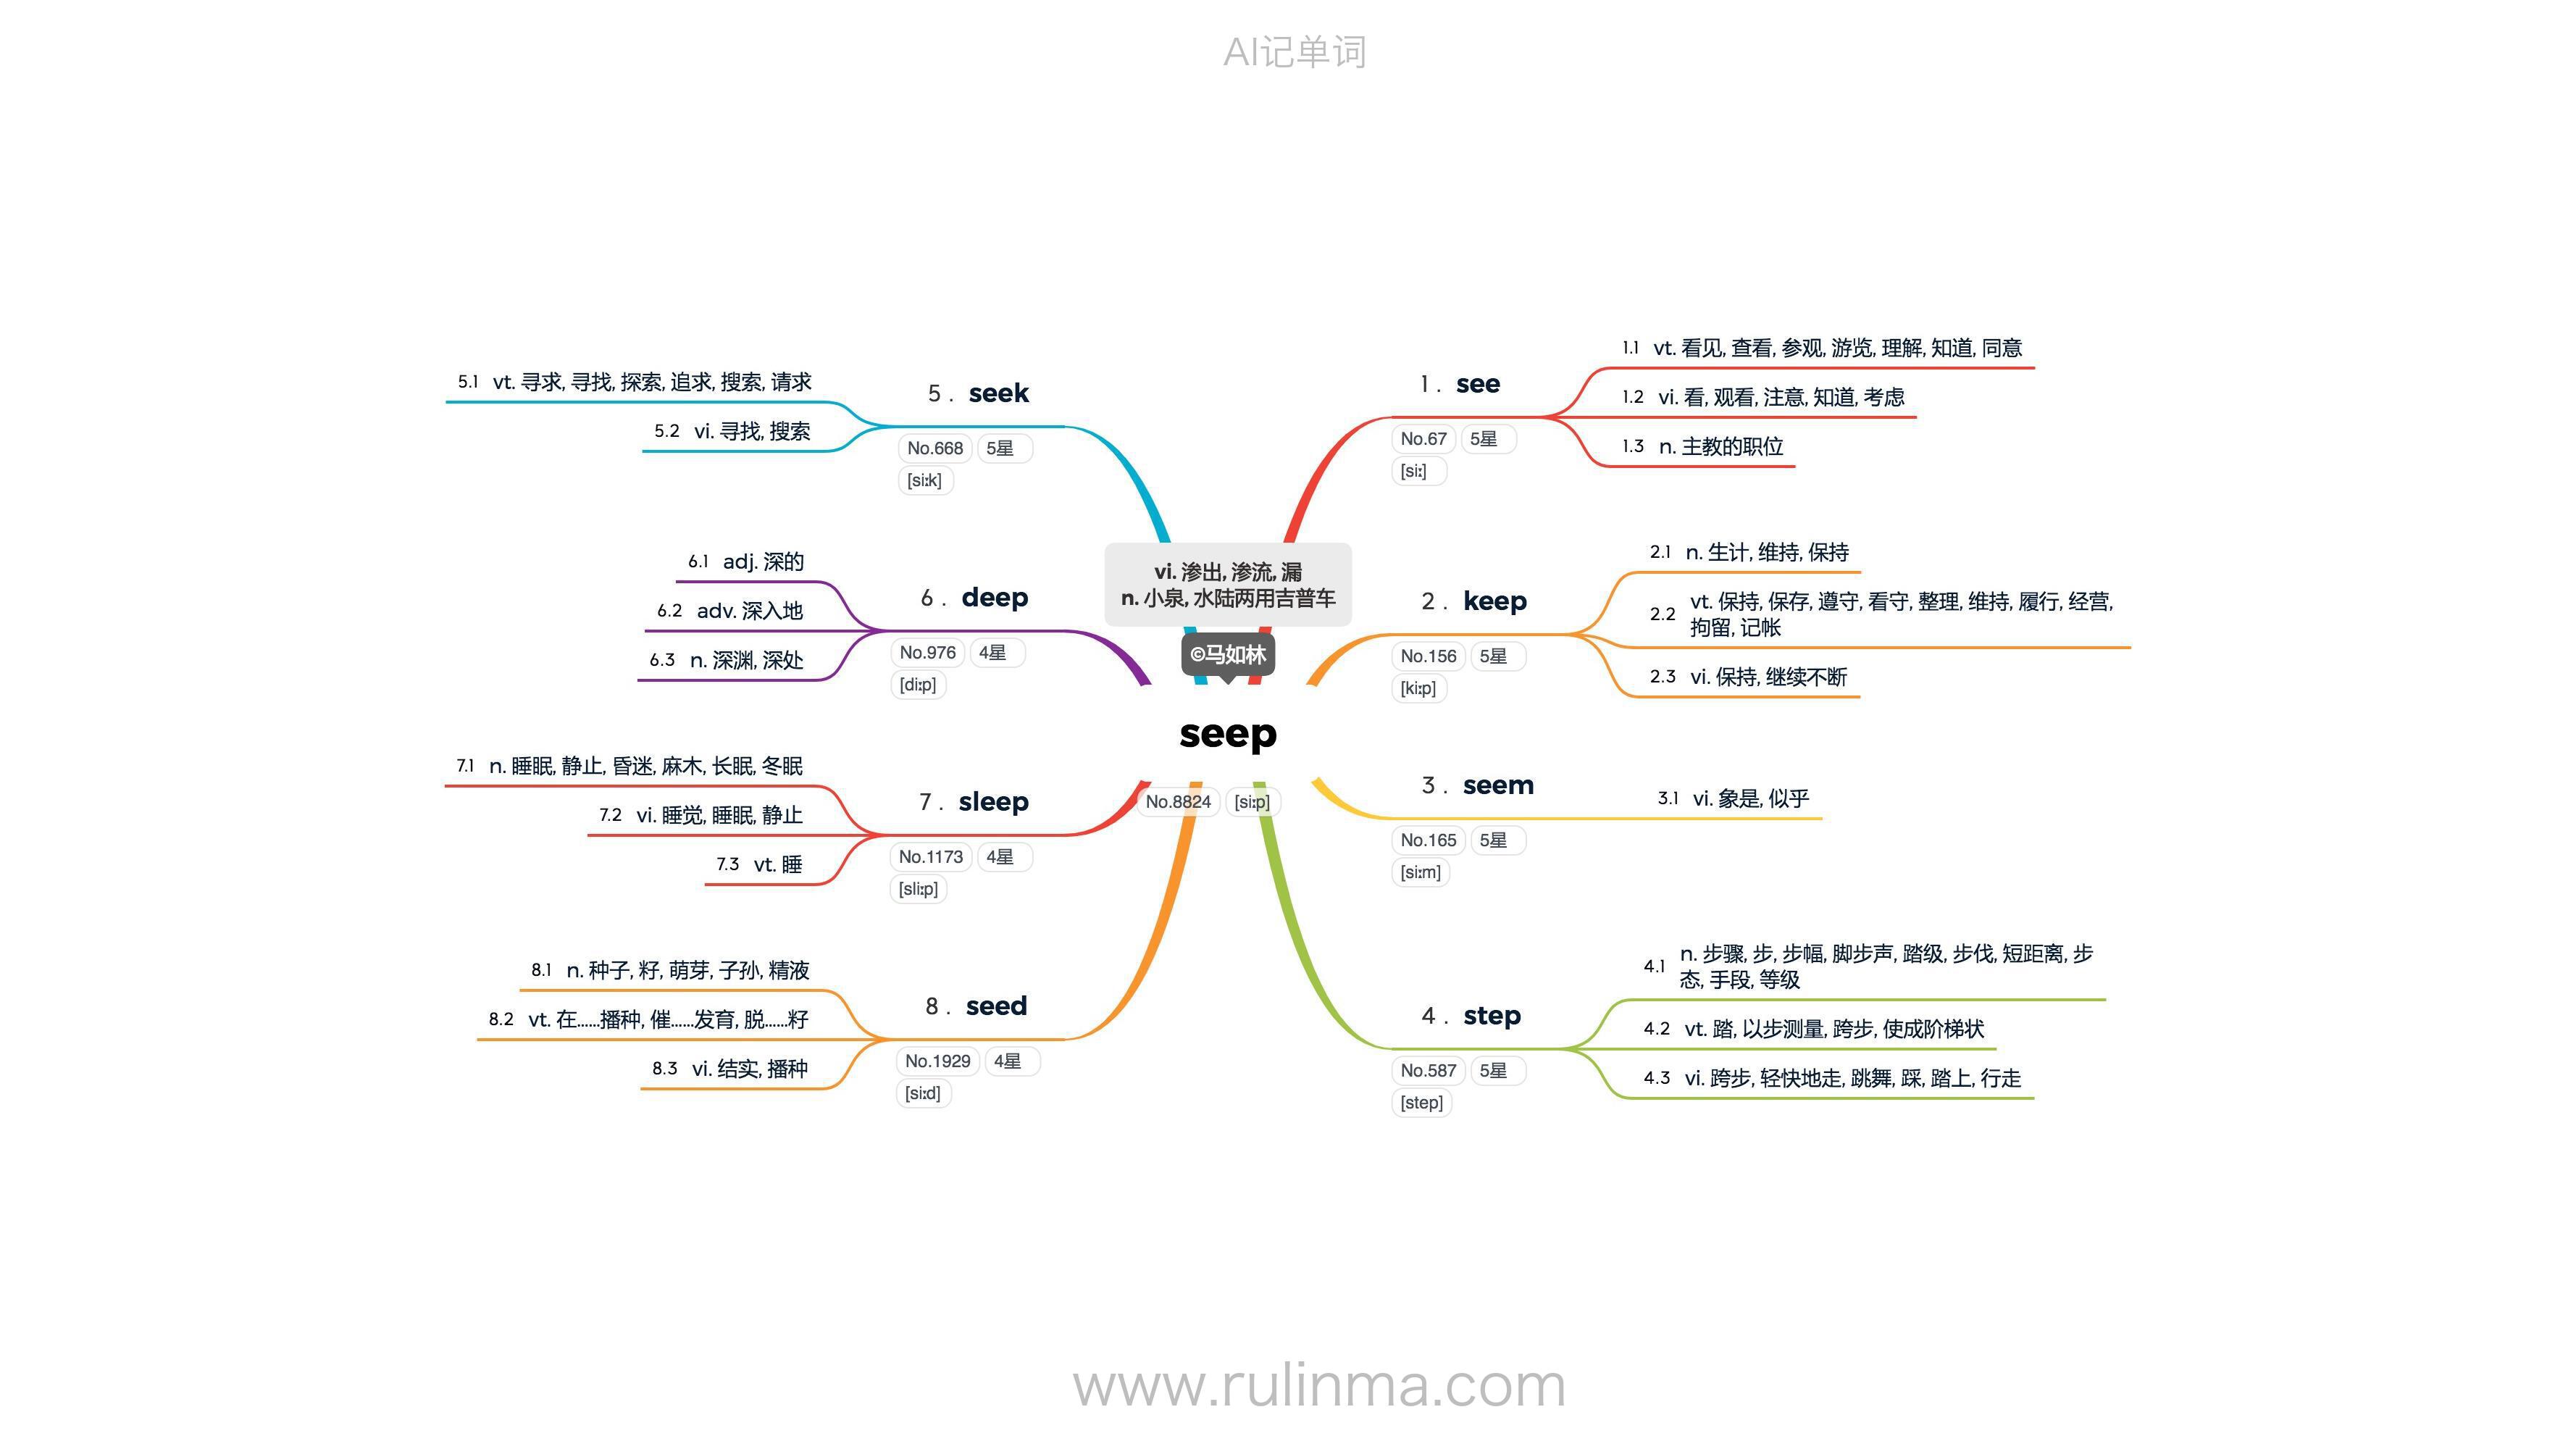 AI记单词
vi. 渗出, 渗流, 漏
n. 小泉, 水陆两用吉普车
©马如林
seep
No.8824 [si:p]
1 . see
No.67 5星
[si:]
1.1 vt. 看见, 查看, 参观, 游览, 理解, 知道, 同意
1.2 vi. 看, 观看, 注意, 知道, 考虑
1.3 n. 主教的职位
2 . keep
No.156 5星
[ki:p]
2.1 n. 生计, 维持, 保持
2.2 vt. 保持, 保存, 遵守, 看守, 整理, 维持, 履行, 经营,
拘留, 记帐
2.3 vi. 保持, 继续不断
3 . seem
No.165 5星
[si:m]
3.1 vi. 象是, 似乎
4 . step
No.587 5星
[step]
4.1 n. 步骤, 步, 步幅, 脚步声, 踏级, 步伐, 短距离, 步
态, 手段, 等级
4.2 vt. 踏, 以步测量, 跨步, 使成阶梯状
4.3 vi. 跨步, 轻快地走, 跳舞, 踩, 踏上, 行走
5 . seek
No.668 5星
[si:k]
5.1 vt. 寻求, 寻找, 探索, 追求, 搜索, 请求
5.2 vi. 寻找, 搜索
6 . deep
No.976 4星
[di:p]
6.1 adj. 深的
6.2 adv. 深入地
6.3 n. 深渊, 深处
7 . sleep
No.1173 4星
[sli:p]
7.1 n. 睡眠, 静止, 昏迷, 麻木, 长眠, 冬眠
7.2 vi. 睡觉, 睡眠, 静止
7.3 vt. 睡
8 . seed
No.1929 4星
[si:d]
8.1 n. 种子, 籽, 萌芽, 子孙, 精液
8.2 vt. 在......播种, 催......发育, 脱......籽
8.3 vi. 结实, 播种
www.rulinma.com